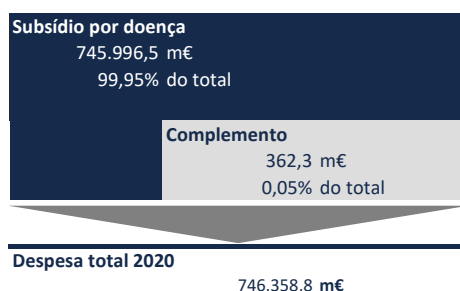 Subsídio por doença
745.996,5 m€
99,95% do total
Complemento
362,3 m€
0,05% do total
Despesa total 2020
746.358,8 m€